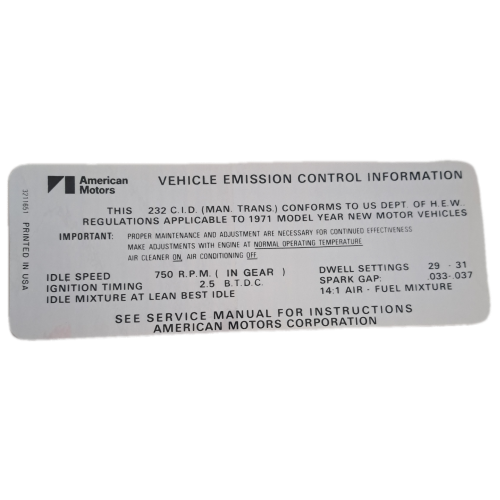 American
Motors
VEHICLE EMISSION CONTROL INFORMATION
THIS 232 C.I.D. (MAN. TRANS.) CONFORMS TO US DEPT. OF H.E.W..
REGULATIONS APPLICABLE TO 1971 MODEL YEAR NEW MOTOR VEHICLES
IMPORTANT: PROPER MAINTENANCE AND ADJUSTMENT ARE NECESSARY FOR CONTINUED EFFECTIVENESS
MAKE ADJUSTMENTS WITH ENGINE AT NORMAL OPERATING TEMPERATURE
AIR CLEANER ON, AIR CONDITIONING OFF.
IDLE SPEED 750 R.P.M. ( IN GEAR ) DWELL SETTINGS 29 - 31
IGNITION TIMING 2.5 B.T.D.C. SPARK GAP: .033-.037
IDLE MIXTURE AT LEAN BEST IDLE 14:1 AIR - FUEL MIXTURE
SEE SERVICE MANUAL FOR INSTRUCTIONS
AMERICAN MOTORS CORPORATION
3211651 PRINTED IN USA